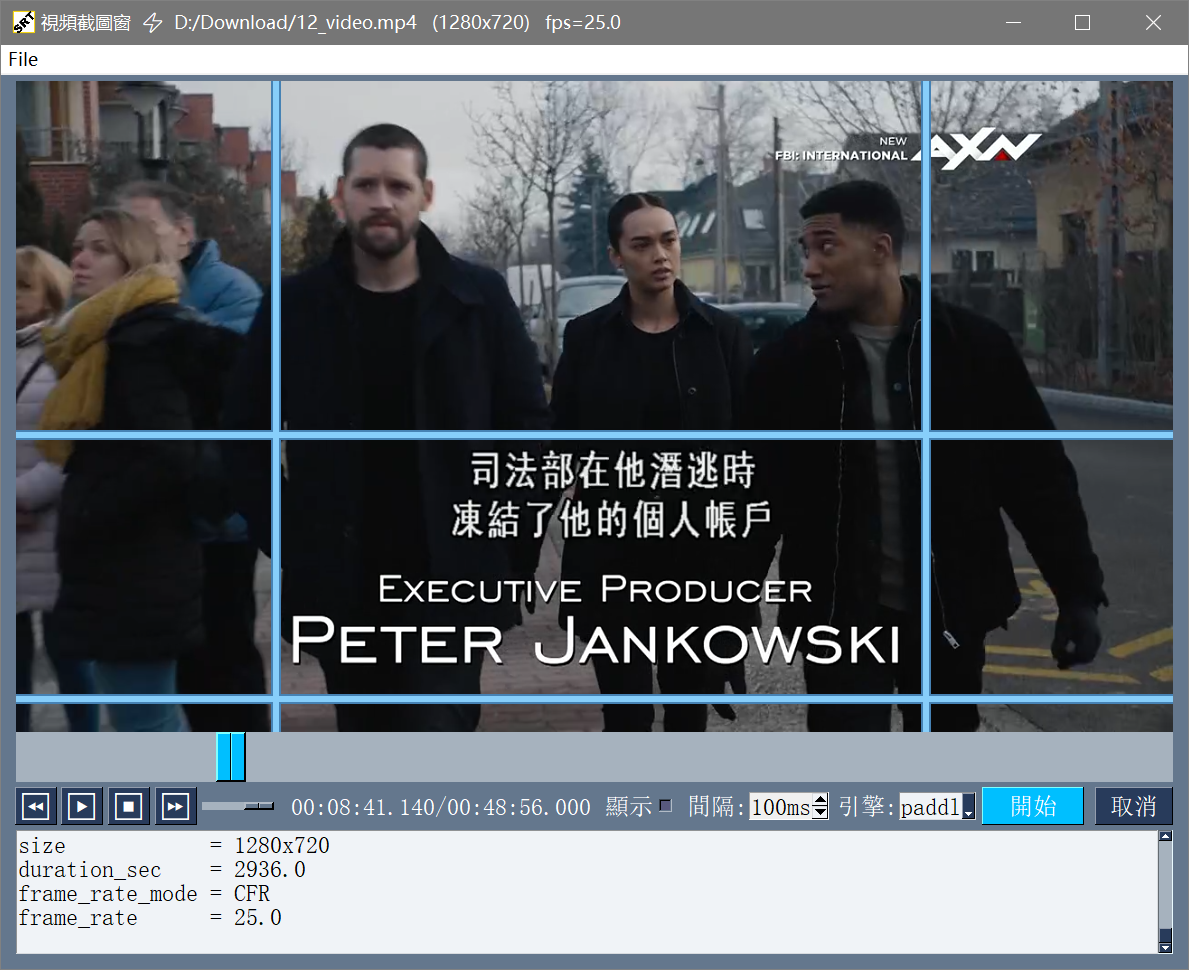 SRT 視頻截圖窗 D:/Download/12_video.mp4 (1280x720) fps=25.0
File
NEW
FBI: INTERNATIONAL AXN
司法部在他潛逃時
凍結了他的個人帳戶
EXECUTIVE PRODUCER
PETER JANKOWSKI
00:08:41.140/00:48:56.000 顯示 間隔: 100ms 引擎: paddl 開始 取消
size = 1280x720
duration_sec = 2936.0
frame_rate_mode = CFR
frame_rate = 25.0